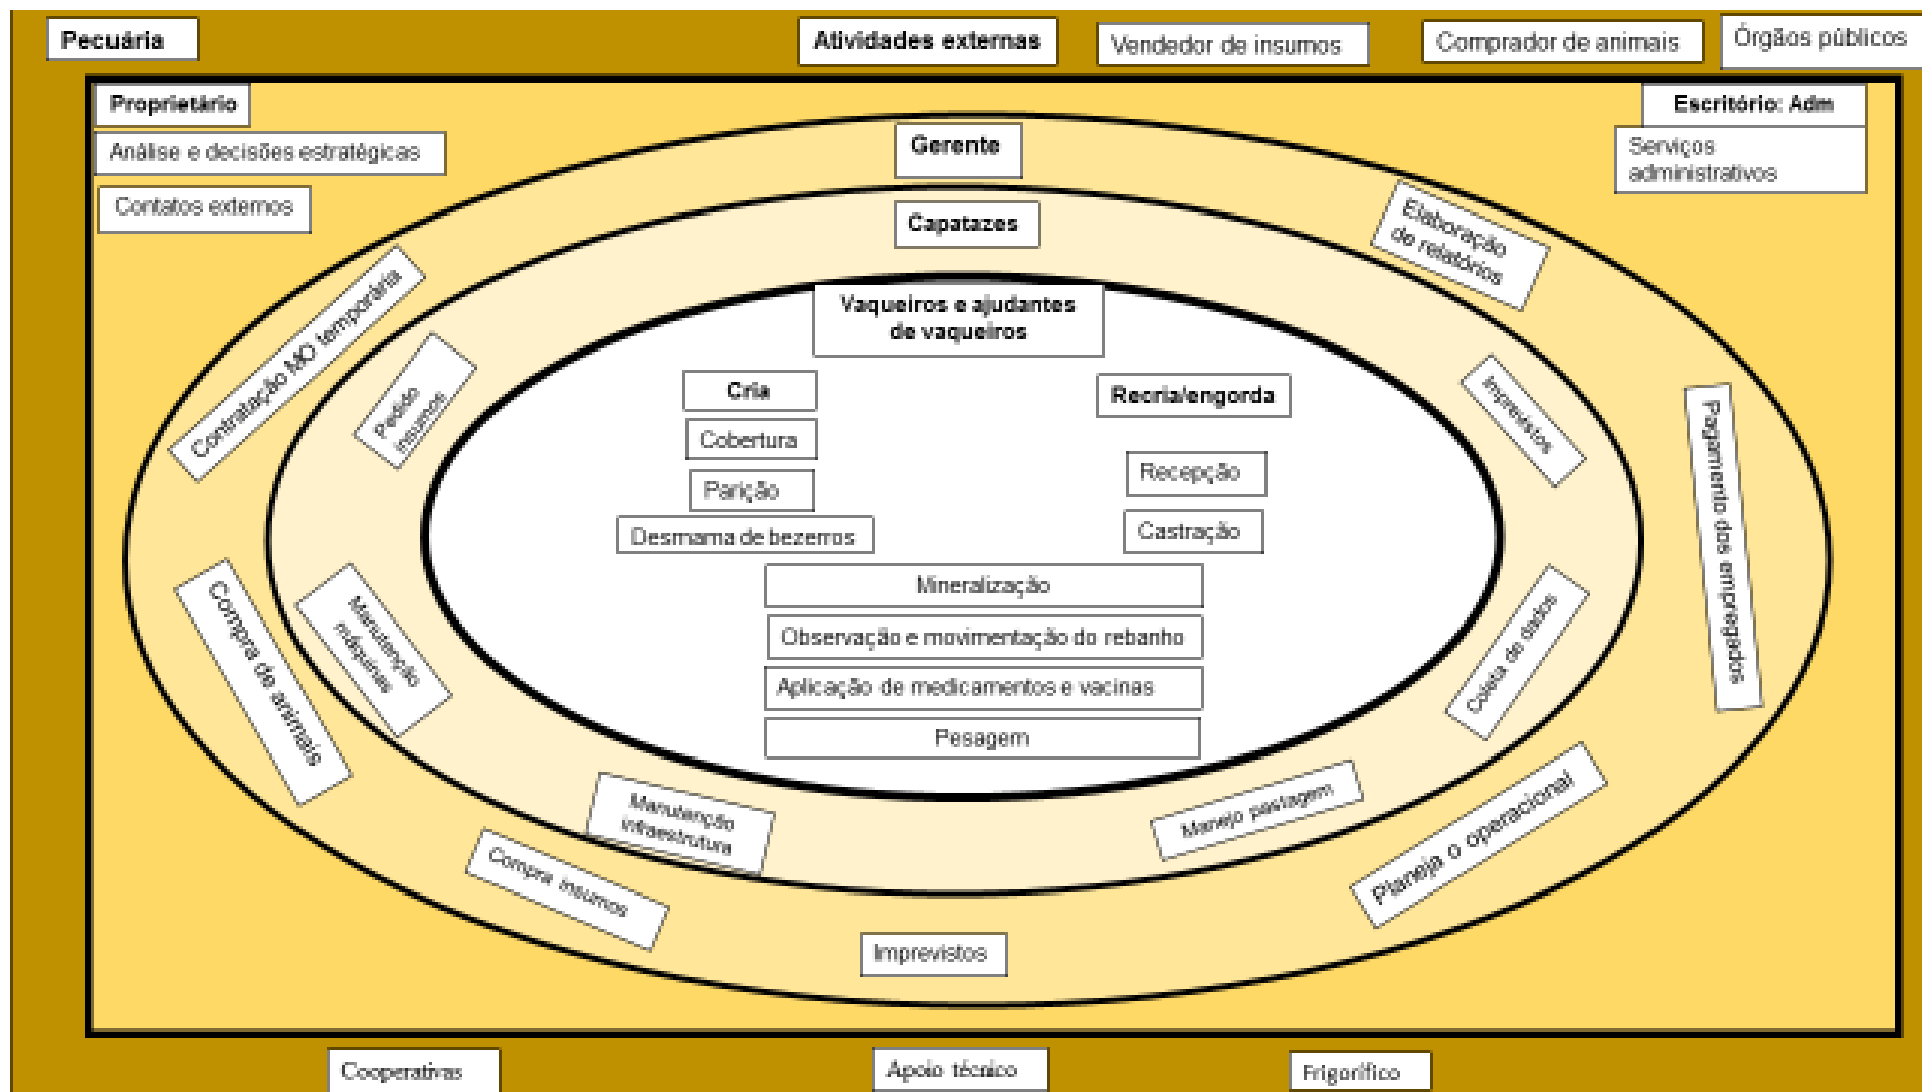 Pecuária
Atividades externas
Vendedor de insumos
Comprador de animais
Órgãos públicos
Proprietário
Análise e decisões estratégicas
Contatos externos
Escritório: Adm
Serviços
administrativos
Gerente
Capatazes
Vaqueiros e ajudantes
de vaqueiros
Elaboração
de relatórios
Contratação MO temporária
Pedido
insumos
Imprevistos
Pagamento dos empregados
Cria
Cobertura
Parição
Desmama de bezerros
Recria/engorda
Recepção
Castração
Mineralização
Observação e movimentação do rebanho
Aplicação de medicamentos e vacinas
Pesagem
Compra de animais
Manutenção
máquinas
Coleta de dados
Manutenção
infraestrutura
Manejo pastagem
Planeja o operacional
Compra insumos
Imprevistos
Cooperativas
Apoio técnico
Frigorífico